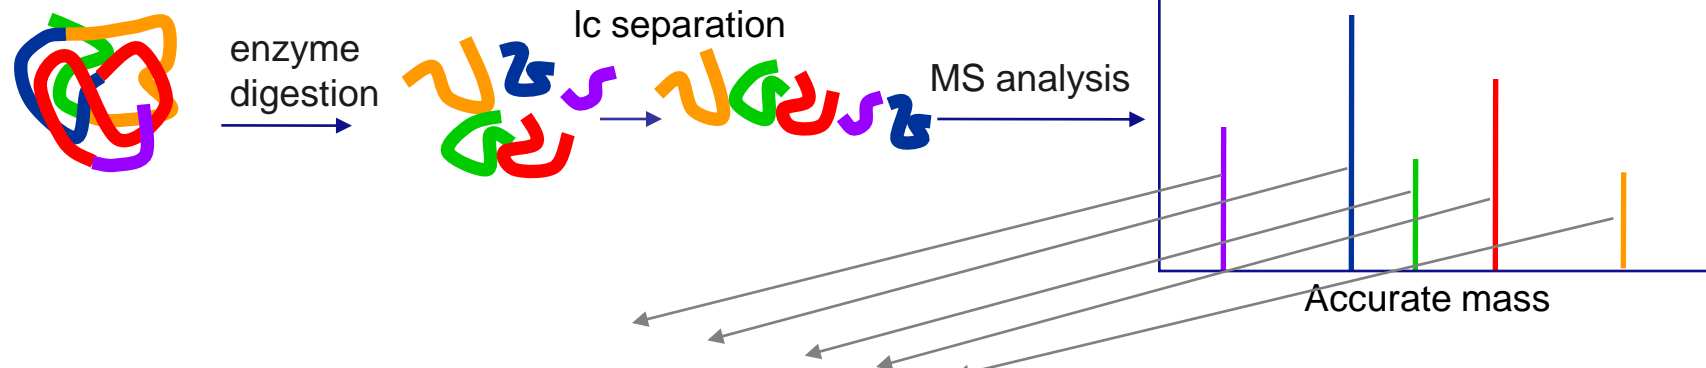 enzyme
digestion
lc separation
MS analysis
Accurate mass